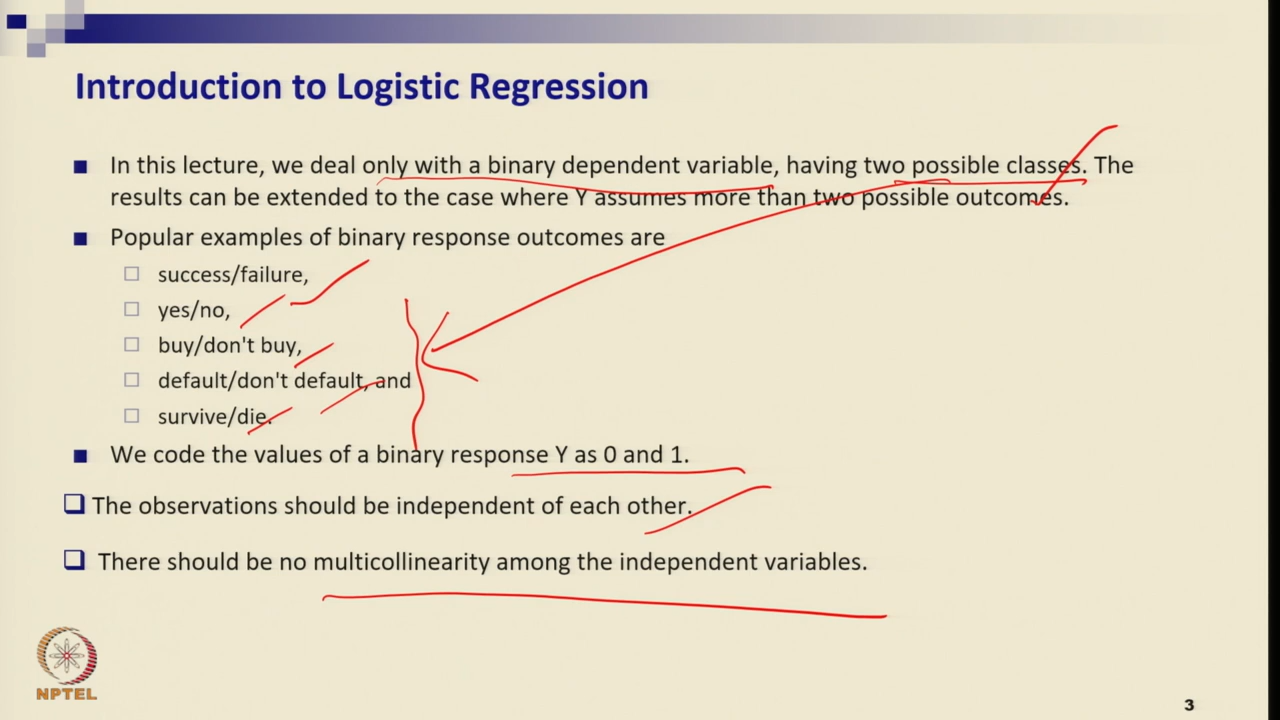 Introduction to Logistic Regression
In this lecture, we deal only with a binary dependent variable, having two possible classes. The
results can be extended to the case where Y assumes more than two possible outcomes.
Popular examples of binary response outcomes are
success/failure,
yes/no,
buy/don't buy,
default/don't default, and
survive/die.
We code the values of a binary response Y as 0 and 1.
The observations should be independent of each other.
There should be no multicollinearity among the independent variables.
NPTEL
3